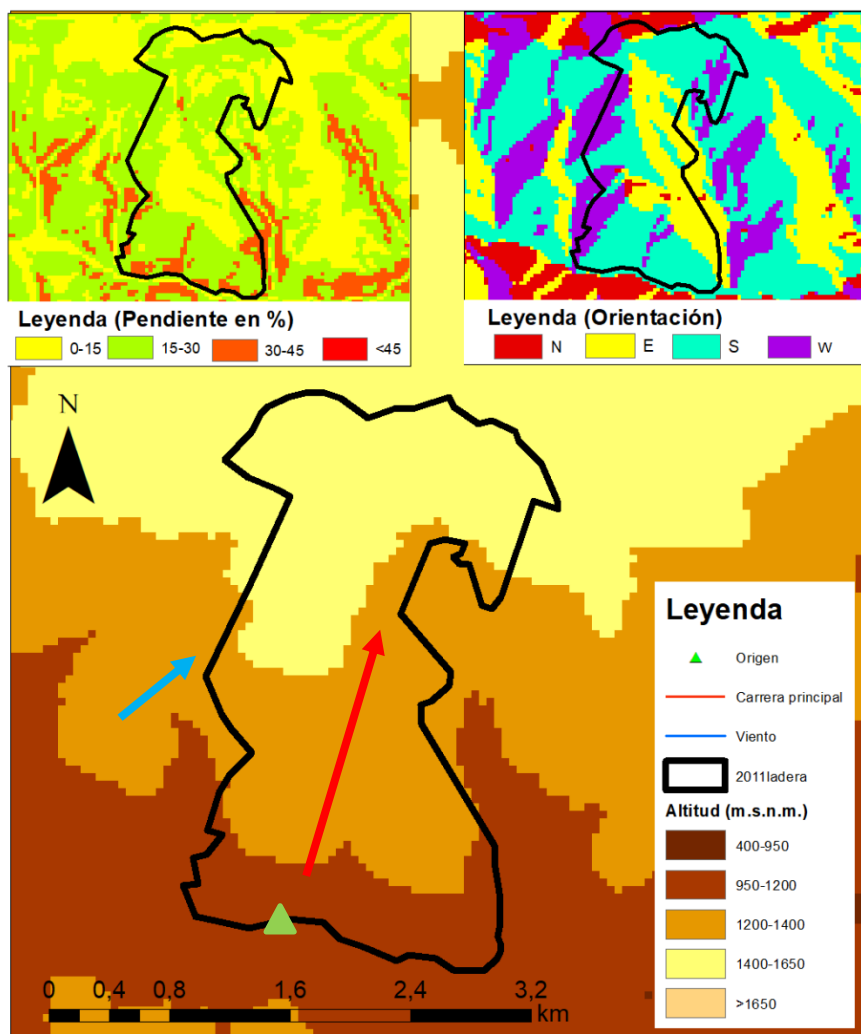 Leyenda (Pendiente en %)
0-15 15-30 30-45 <45
Leyenda (Orientación)
N E S W
N
Leyenda
Origen
Carrera principal
Viento
2011ladera
Altitud (m.s.n.m.)
400-950
950-1200
1200-1400
1400-1650
>1650
0 0,4 0,8 1,6 2,4 3,2
km